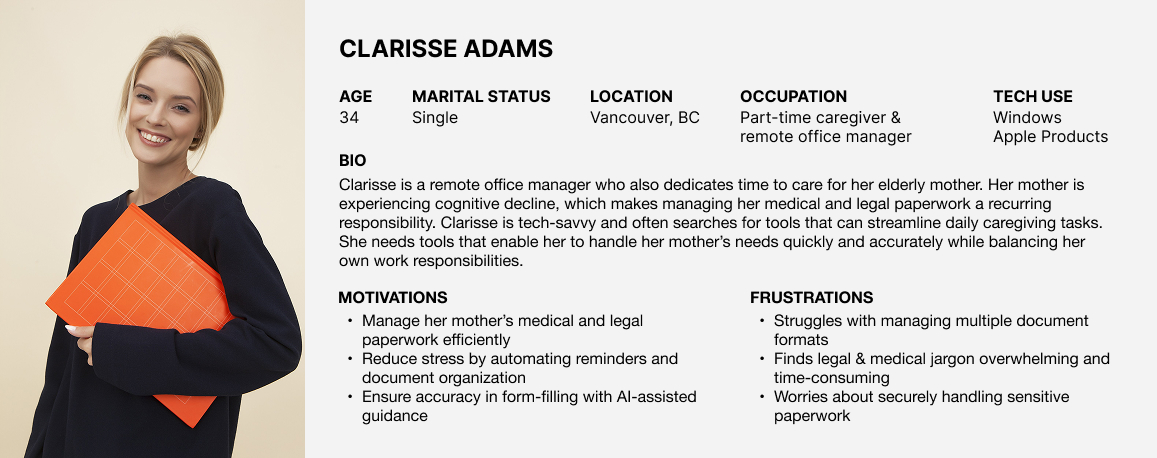 CLARISSE ADAMS
AGE
34
MARITAL STATUS
Single
LOCATION
Vancouver, BC
OCCUPATION
Part-time caregiver &
remote office manager
TECH USE
Windows
Apple Products
BIO
Clarisse is a remote office manager who also dedicates time to care for her elderly mother. Her mother is
experiencing cognitive decline, which makes managing her medical and legal paperwork a recurring
responsibility. Clarisse is tech-savvy and often searches for tools that can streamline daily caregiving tasks.
She needs tools that enable her to handle her mother’s needs quickly and accurately while balancing her
own work responsibilities.
MOTIVATIONS
• Manage her mother’s medical and legal
paperwork efficiently
• Reduce stress by automating reminders and
document organization
• Ensure accuracy in form-filling with AI-assisted
guidance
FRUSTRATIONS
• Struggles with managing multiple document
formats
• Finds legal & medical jargon overwhelming and
time-consuming
• Worries about securely handling sensitive
paperwork